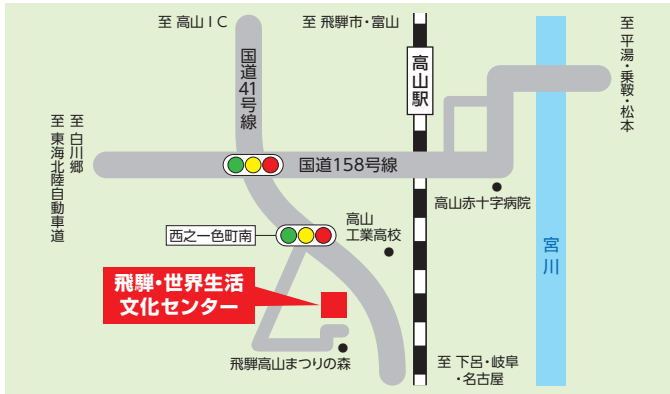 至 高山IC
至 飛騨市・富山
至 平湯・乗鞍・松本
国道41号線
高山駅
至 白川郷
至 東海北陸自動車道
国道158号線
高山赤十字病院
西之一色町南
高山
工業高校
宮川
飛騨・世界生活
文化センター
飛騨高山まつりの森
至 下呂・岐阜
・名古屋